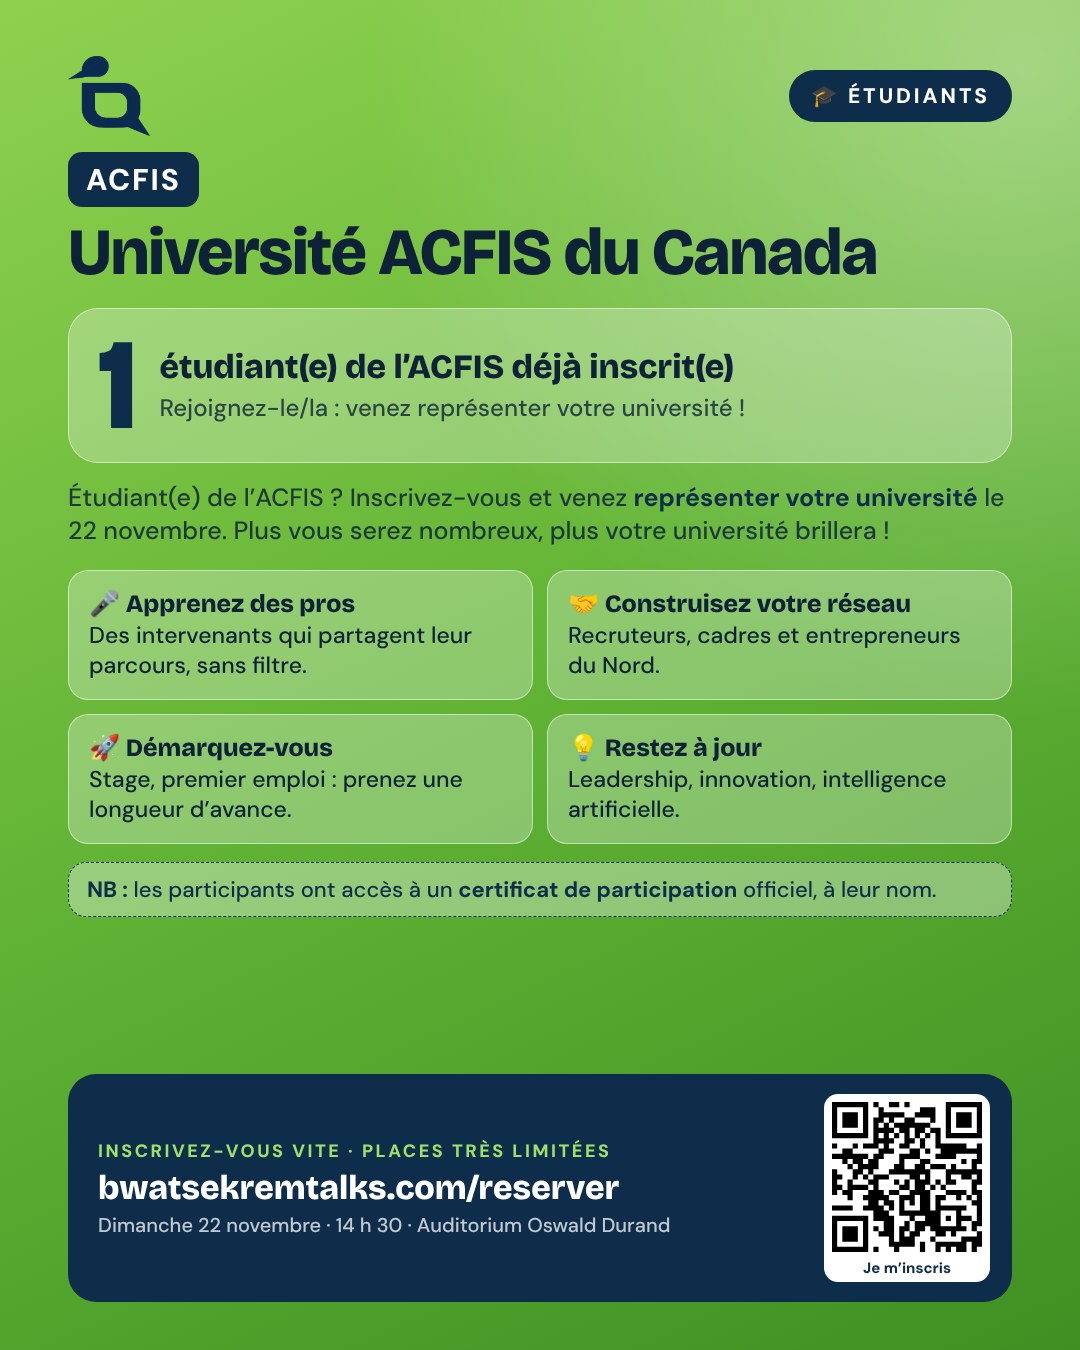 🎓 ÉTUDIANTS
ACFIS
Université ACFIS du Canada
1
étudiant(e) de l’ACFIS déjà inscrit(e)
Rejoignez-le/la : venez représenter votre université !
Étudiant(e) de l’ACFIS ? Inscrivez-vous et venez représenter votre université le
22 novembre. Plus vous serez nombreux, plus votre université brillera !
🎤 Apprenez des pros
Des intervenants qui partagent leur
parcours, sans filtre.
🤝 Construisez votre réseau
Recruteurs, cadres et entrepreneurs
du Nord.
🚀 Démarquez-vous
Stage, premier emploi : prenez une
longueur d’avance.
💡 Restez à jour
Leadership, innovation, intelligence
artificielle.
NB : les participants ont accès à un certificat de participation officiel, à leur nom.
INSCRIVEZ-VOUS VITE · PLACES TRÈS LIMITÉES
bwatsekremtalks.com/reserver
Dimanche 22 novembre · 14 h 30 · Auditorium Oswald Durand
Je m’inscris